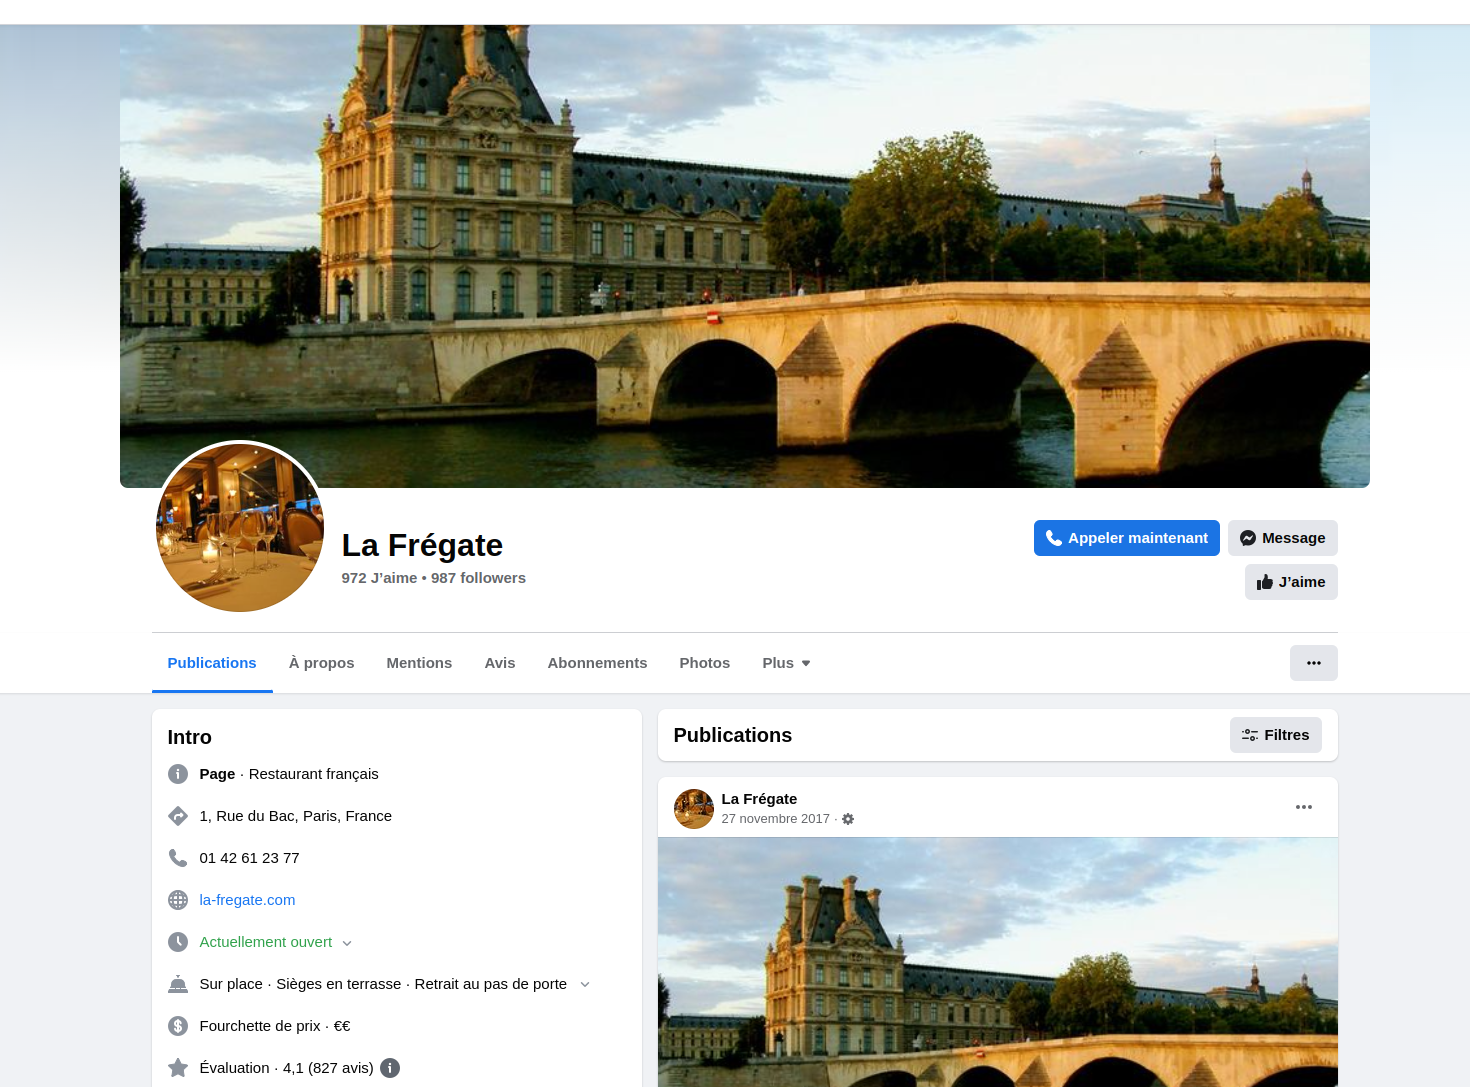 La Frégate
972 J’aime • 987 followers
Appeler maintenant
Message
J’aime
Publications
À propos
Mentions
Avis
Abonnements
Photos
Plus
Intro
Page · Restaurant français
1, Rue du Bac, Paris, France
01 42 61 23 77
la-fregate.com
Actuellement ouvert
Sur place · Sièges en terrasse · Retrait au pas de porte
Fourchette de prix · €€
Évaluation · 4,1 (827 avis)
Publications
Filtres
La Frégate
27 novembre 2017 ·